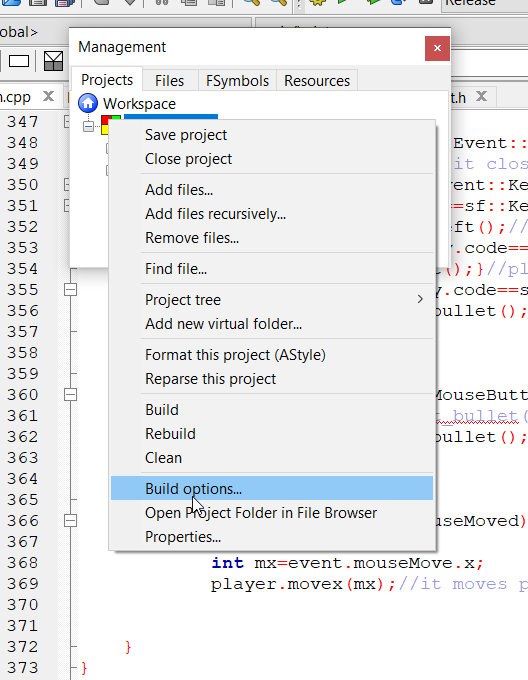 Release
obal>
Management
Projects Files FSymbols Resources
.cpp
t.h
Workspace
347
348 Event::
349 it clos
350 vent::Ke
351 ==sf::Ke
352 ft();//
353 y.code==
354 t();}//pl
355 y.code==s
356 bullet();
357
358
359
360 MouseButt
361 t_bullet(
362 bullet();
363
364
365
366 useMoved)
367
368 int mx=event.mouseMove.x;
369 player.movex(mx);//it moves p
370
371
372 }
373 }
Save project
Close project
Add files...
Add files recursively...
Remove files...
Find file...
Project tree
Add new virtual folder...
Format this project (AStyle)
Reparse this project
Build
Rebuild
Clean
Build options...
Open Project Folder in File Browser
Properties...